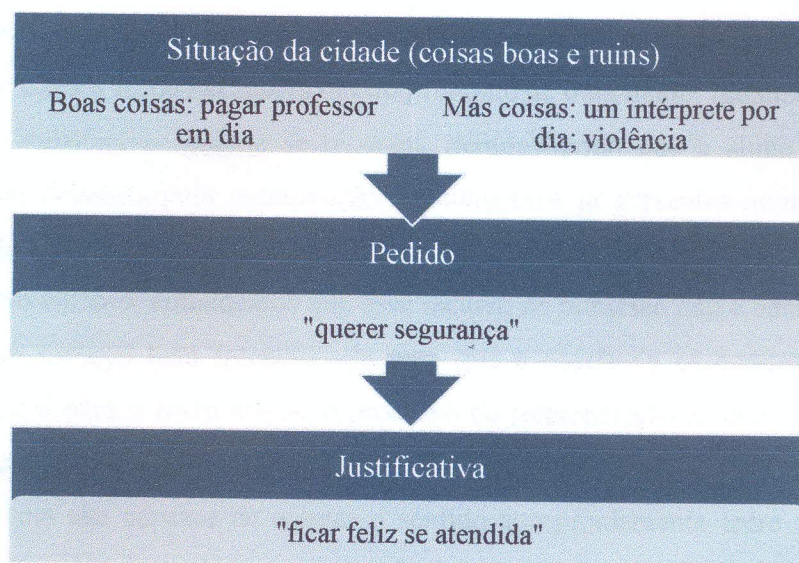 Situação da cidade (coisas boas e ruins)
Boas coisas: pagar professor
em dia
Más coisas: um intérprete por
dia; violência
Pedido
"querer segurança"
Justificativa
"ficar feliz se atendida"